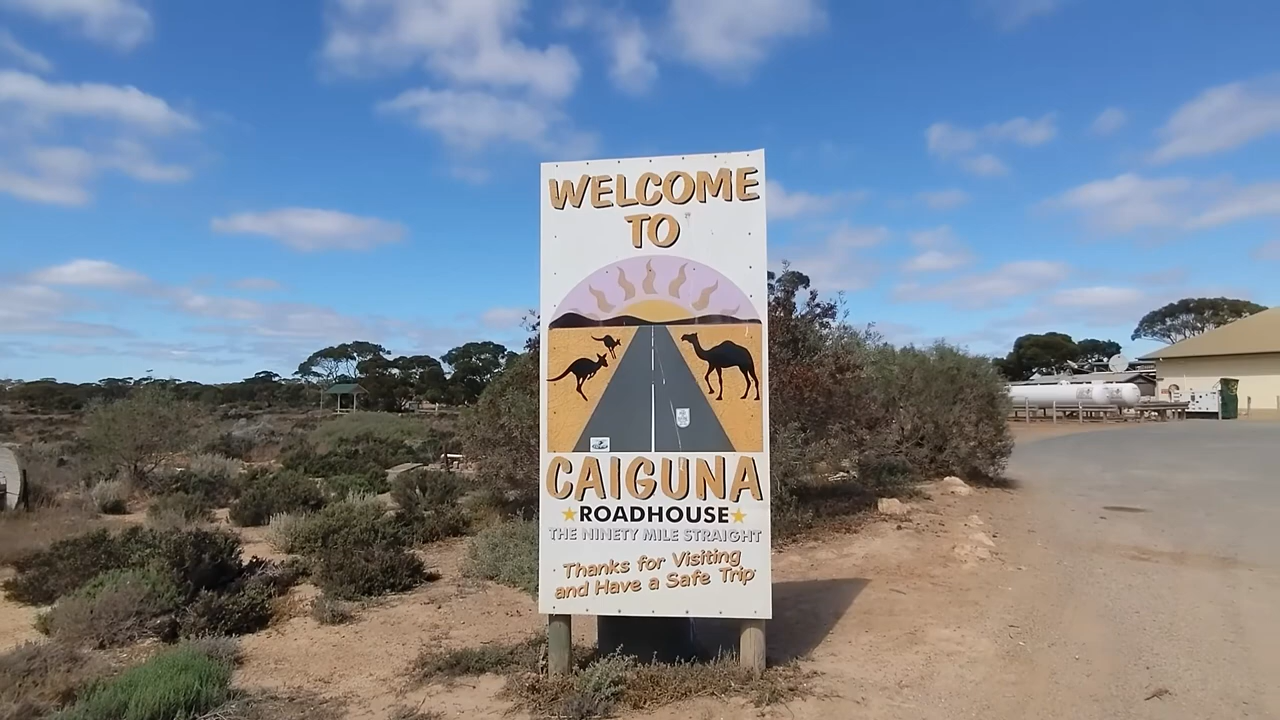 WELCOME
TO
CAIGUNA
ROADHOUSE
THE NINETY MILE STRAIGHT
Thanks for Visiting
and Have a Safe Trip